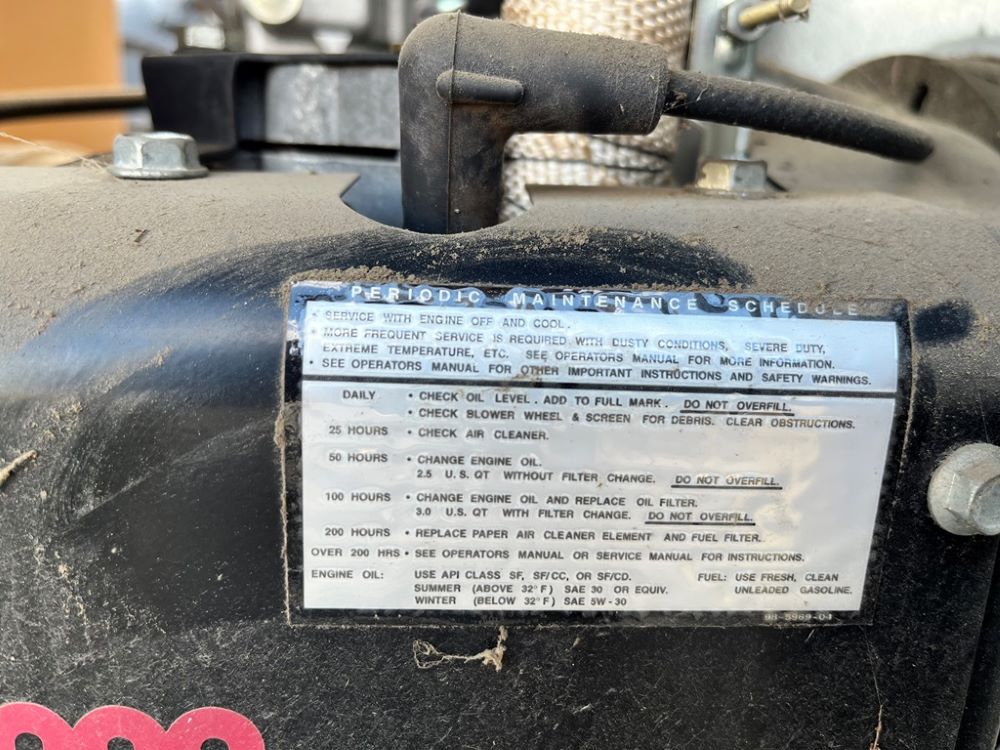 PERIODIC MAINTENANCE SCHEDULE
• SERVICE WITH ENGINE OFF AND COOL.
• MORE FREQUENT SERVICE IS REQUIRED WITH DUSTY CONDITIONS, SEVERE DUTY,
EXTREME TEMPERATURE, ETC. SEE OPERATORS MANUAL FOR MORE INFORMATION.
• SEE OPERATORS MANUAL FOR OTHER IMPORTANT INSTRUCTIONS AND SAFETY WARNINGS.
DAILY • CHECK OIL LEVEL. ADD TO FULL MARK. DO NOT OVERFILL.
• CHECK BLOWER WHEEL & SCREEN FOR DEBRIS. CLEAR OBSTRUCTIONS.
25 HOURS • CHECK AIR CLEANER.
50 HOURS • CHANGE ENGINE OIL.
2.5 U.S. QT WITHOUT FILTER CHANGE. DO NOT OVERFILL.
100 HOURS • CHANGE ENGINE OIL AND REPLACE OIL FILTER.
3.0 U.S. QT WITH FILTER CHANGE. DO NOT OVERFILL.
200 HOURS • REPLACE PAPER AIR CLEANER ELEMENT AND FUEL FILTER.
OVER 200 HRS • SEE OPERATORS MANUAL OR SERVICE MANUAL FOR INSTRUCTIONS.
ENGINE OIL: USE API CLASS SF, SF/CC, OR SF/CD. FUEL: USE FRESH, CLEAN
SUMMER (ABOVE 32°F) SAE 30 OR EQUIV. UNLEADED GASOLINE.
WINTER (BELOW 32°F) SAE 5W-30
98-5969-04